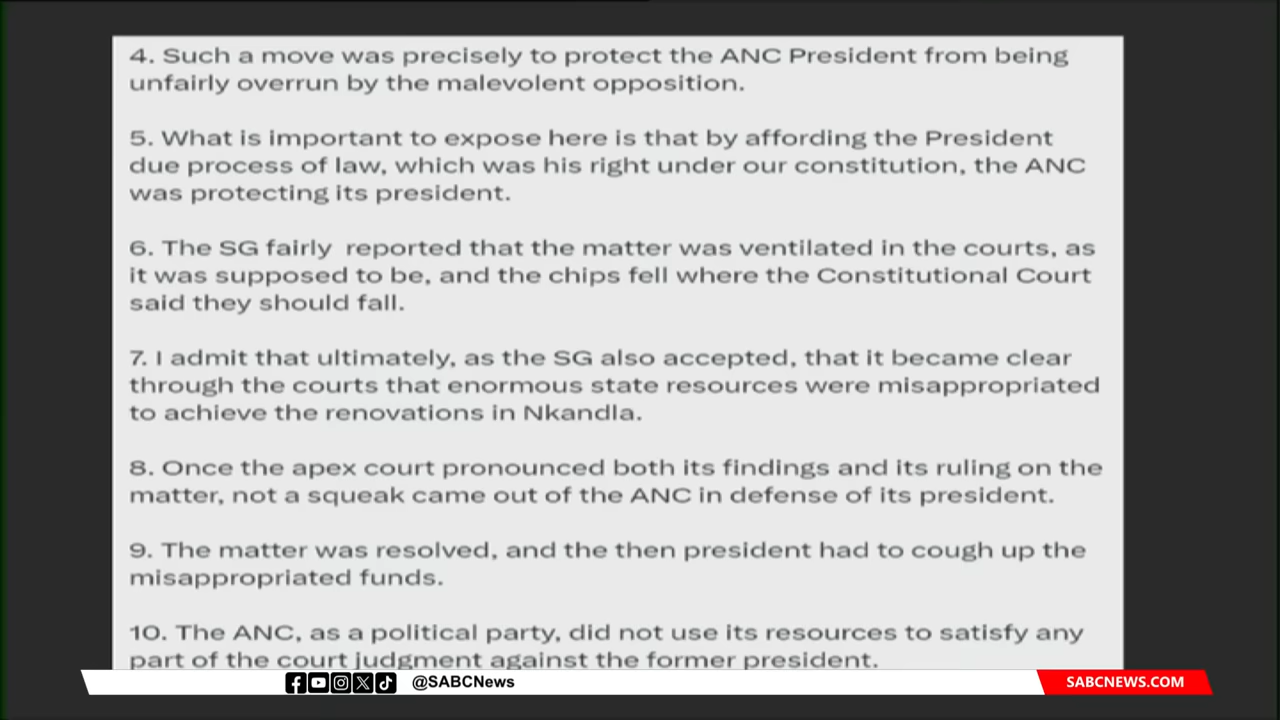 4. Such a move was precisely to protect the ANC President from being
unfairly overrun by the malevolent opposition.
5. What is important to expose here is that by affording the President
due process of law, which was his right under our constitution, the ANC
was protecting its president.
6. The SG fairly reported that the matter was ventilated in the courts, as
it was supposed to be, and the chips fell where the Constitutional Court
said they should fall.
7. I admit that ultimately, as the SG also accepted, that it became clear
through the courts that enormous state resources were misappropriated
to achieve the renovations in Nkandla.
8. Once the apex court pronounced both its findings and its ruling on the
matter, not a squeak came out of the ANC in defense of its president.
9. The matter was resolved, and the then president had to cough up the
misappropriated funds.
10. The ANC, as a political party, did not use its resources to satisfy any
part of the court judgment against the former president.
@SABCNews
SABCNEWS.COM